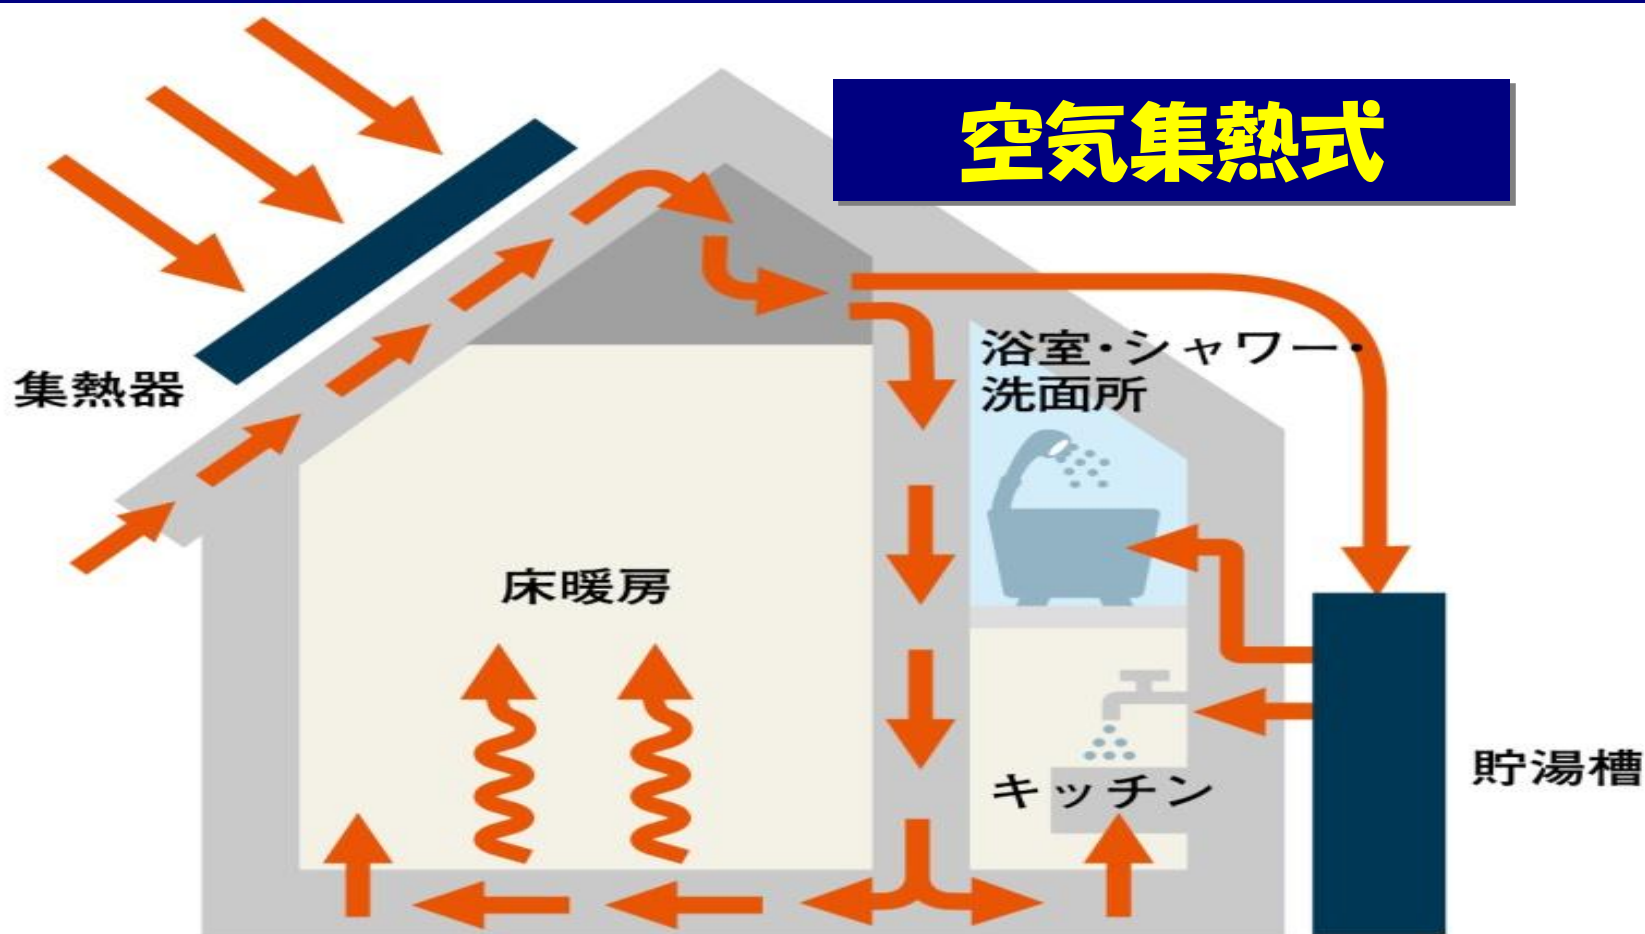 空気集熱式
集熱器
浴室・シャワー・
洗面所
床暖房
キッチン
貯湯槽